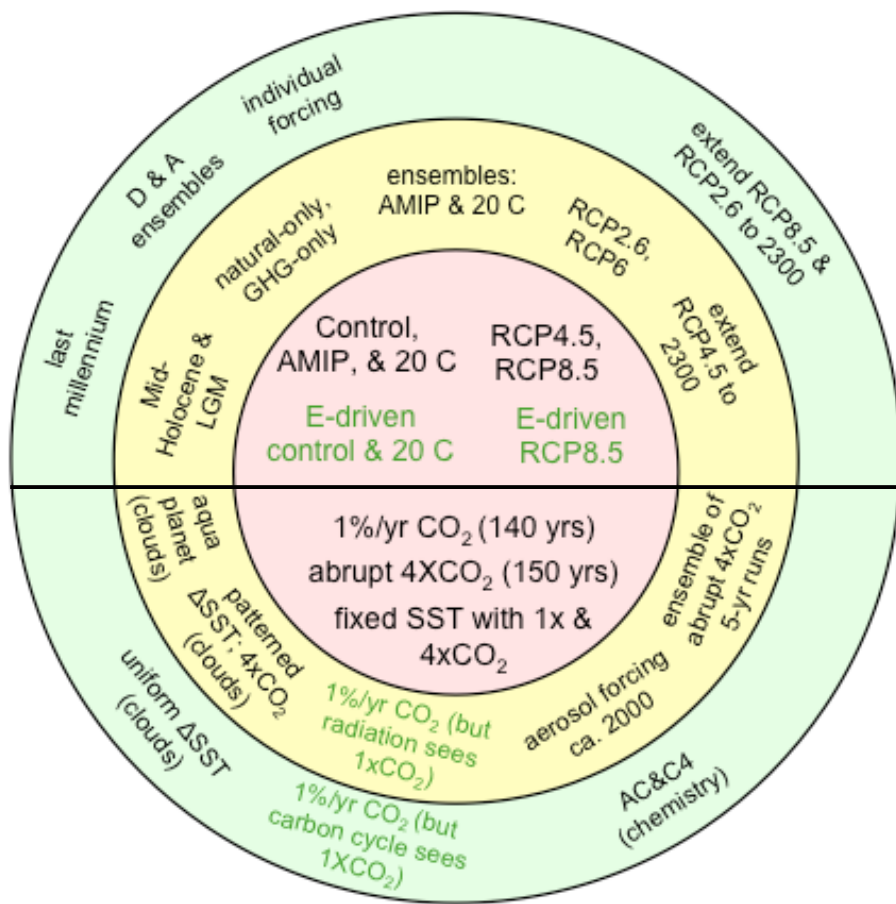 individual
forcing
D & A
ensembles
last
millennium
extend RCP8.5 &
RCP2.6 to 2300
ensembles:
AMIP & 20 C
natural-only,
GHG-only
Mid-
Holocene &
LGM
RCP2.6,
RCP6
extend
RCP4.5 to
2300
Control,
AMIP, & 20 C
RCP4.5,
RCP8.5
E-driven
control & 20 C
E-driven
RCP8.5
1%/yr CO₂ (140 yrs)
abrupt 4XCO₂ (150 yrs)
fixed SST with 1x &
4xCO₂
aqua
planet
(clouds)
patterned
ΔSST; 4xCO₂
(clouds)
1%/yr CO₂ (but
radiation sees
1xCO₂)
aerosol forcing
ca. 2000
ensemble of
abrupt 4xCO₂
5-yr runs
uniform ΔSST
(clouds)
1%/yr CO₂ (but
carbon cycle sees
1XCO₂)
AC&C4
(chemistry)